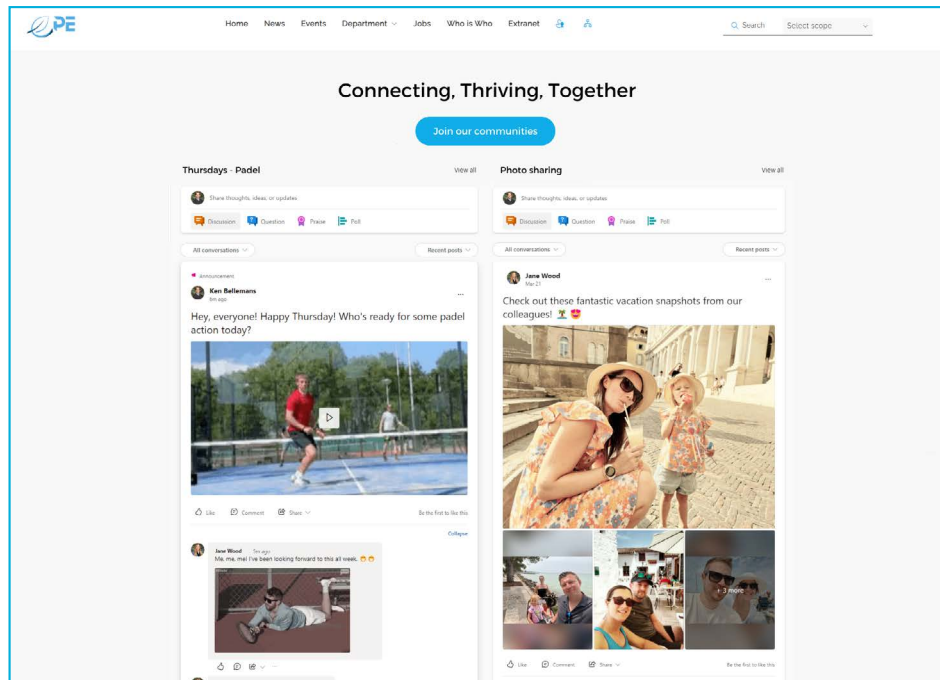 PE
Home News Events Department Jobs Who is Who Extranet
Search Select scope
Connecting, Thriving, Together
Join our communities
Thursdays - Padel View all
Share thoughts, ideas, or updates
Discussion Question Praise Poll
All conversations Recent posts
Announcement
Ken Bellemans
6m ago
Hey, everyone! Happy Thursday! Who's ready for some padel
action today?
Like Comment Share Be the first to like this
Collapse
Jane Wood 5m ago
Me, me, me! I've been looking forward to this all week.
Photo sharing View all
Share thoughts, ideas, or updates
Discussion Question Praise Poll
All conversations Recent posts
Jane Wood
Mar 21
Check out these fantastic vacation snapshots from our
colleagues!
+ 3 more
Like Comment Share Be the first to like this